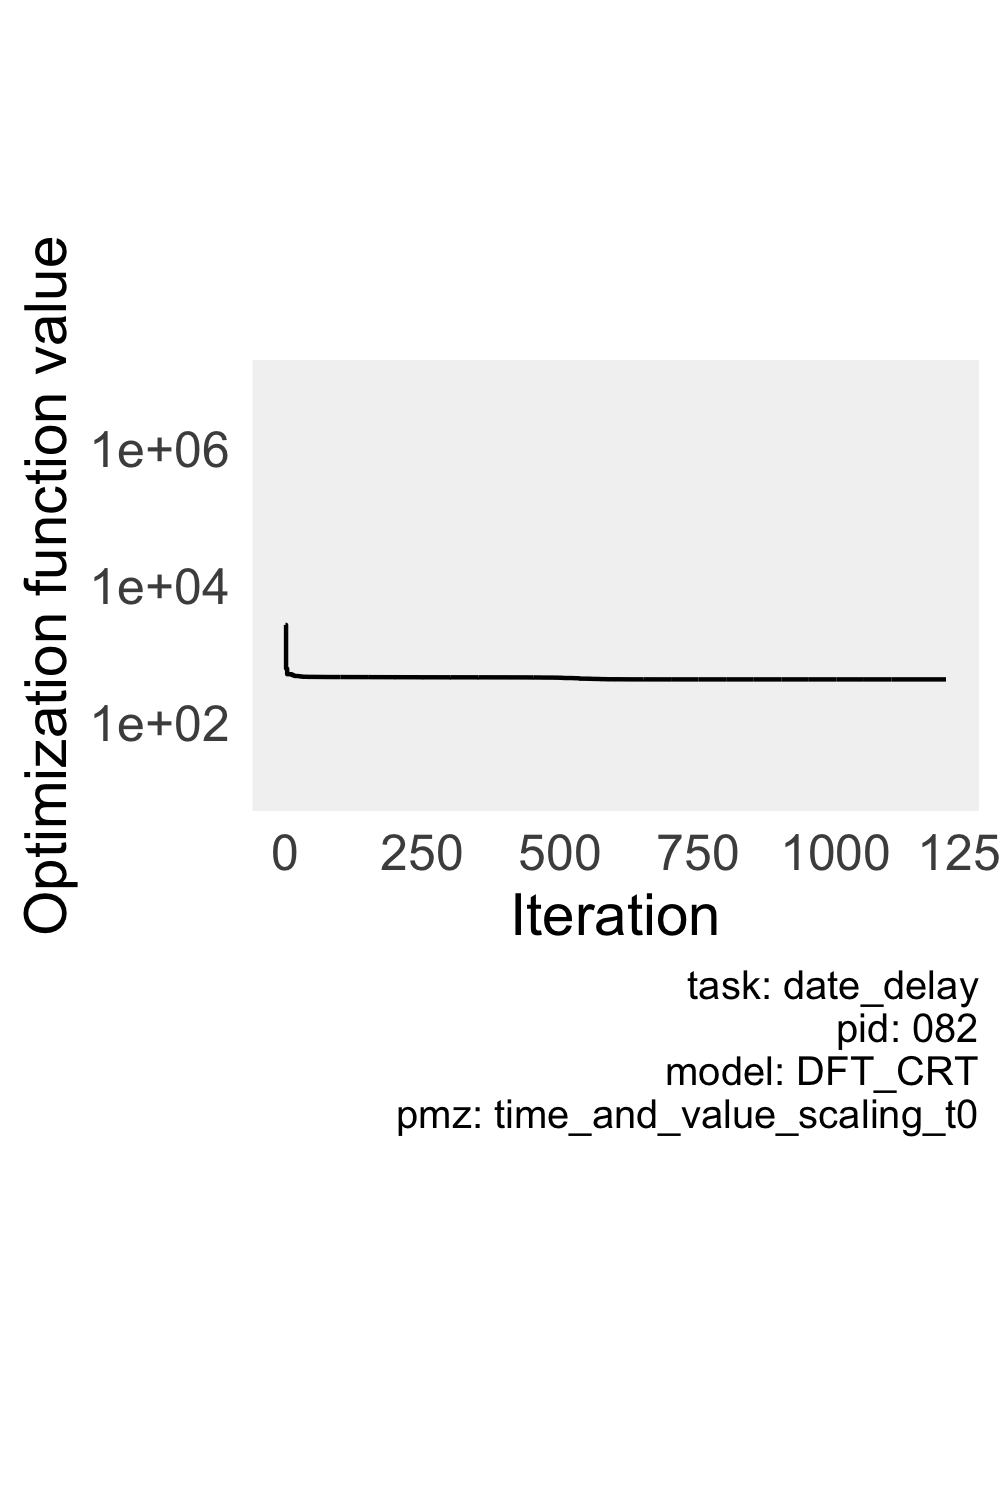 Optimization function value
1e+06
1e+04
1e+02
0 250 500 750 1000 125
Iteration
task: date_delay
pid: 082
model: DFT_CRT
pmz: time_and_value_scaling_t0